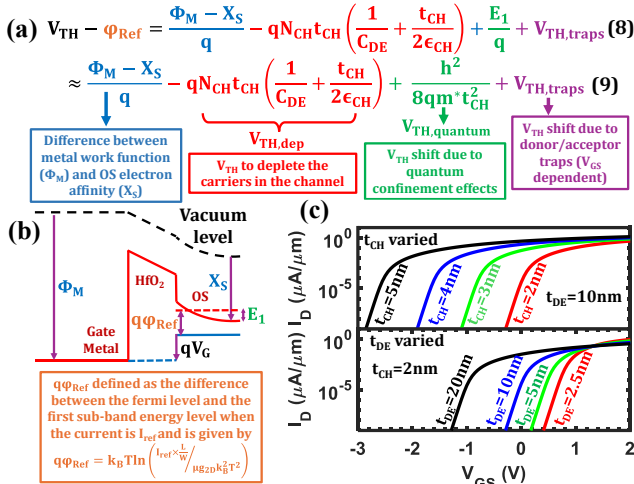 (a) V_TH − φ_Ref = (Φ_M − X_S)/q − qN_CH t_CH (1/C_DE + t_CH/2ϵ_CH) + E_1/q + V_TH,traps (8)
≈ (Φ_M − X_S)/q − qN_CH t_CH (1/C_DE + t_CH/2ϵ_CH) + h²/8qm*t²_CH + V_TH,traps (9)
Difference between
metal work function
(Φ_M) and OS electron
affinity (X_S)
V_TH,dep
V_TH to deplete the
carriers in the channel
V_TH,quantum
V_TH shift due to
quantum
confinement effects
V_TH shift due to
donor/acceptor
traps (V_GS
dependent)
(b)
Vacuum
level
Φ_M
HfO₂
OS
X_S
E_1
qφ_Ref
Gate
Metal
qV_G
qφ_Ref defined as the difference
between the fermi level and the
first sub-band energy level when
the current is I_ref and is given by
qφ_Ref = k_B Tln (I_ref × L/W / μg_2D k²_B T²)
(c)
I_D (μA/μm) I_D (μA/μm)
10⁰
10⁻⁵
t_CH varied
t_CH=5nm
t_CH=4nm
t_CH=3nm
t_CH=2nm
t_DE=10nm
10⁰
10⁻⁵
t_DE varied
t_CH=2nm
t_DE=20nm
t_DE=10nm
t_DE=5nm
t_DE=2.5nm
-3 -2 -1 0 1 2
V_GS (V)